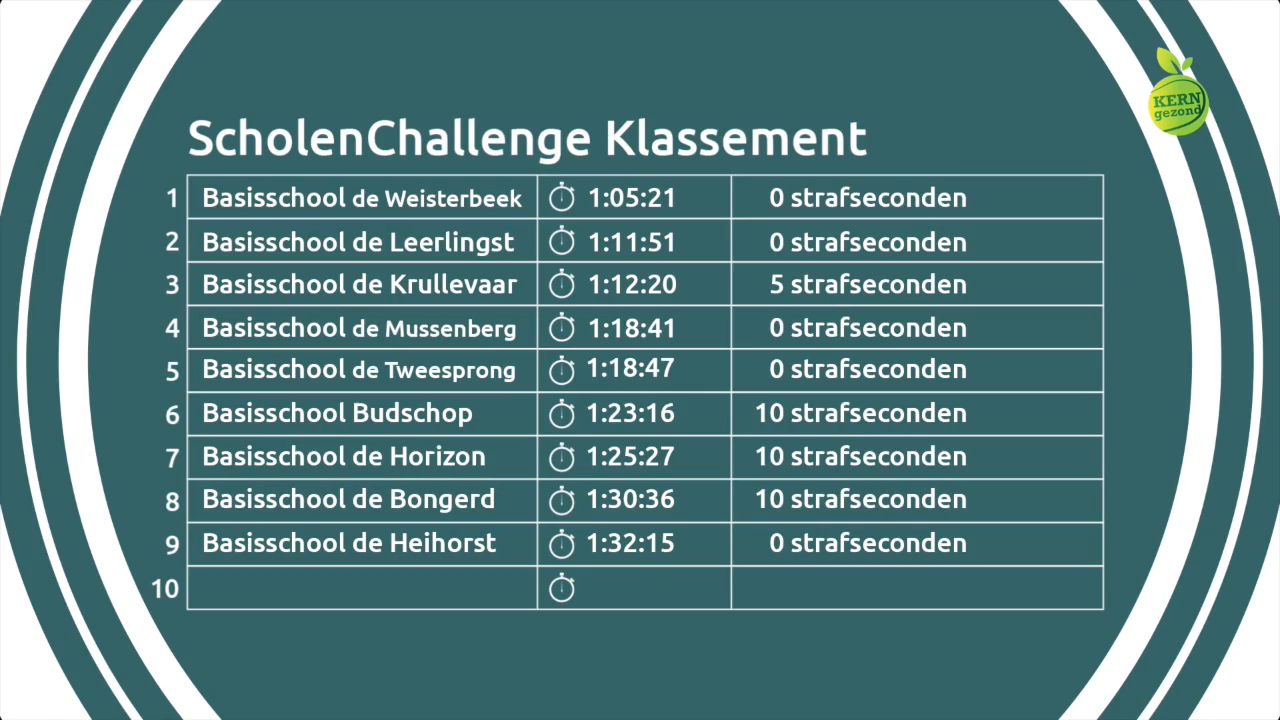 KERN
gezond
ScholenChallenge Klassement
1 Basisschool de Weisterbeek 1:05:21 0 strafseconden
2 Basisschool de Leerlingst 1:11:51 0 strafseconden
3 Basisschool de Krullevaar 1:12:20 5 strafseconden
4 Basisschool de Mussenberg 1:18:41 0 strafseconden
5 Basisschool de Tweesprong 1:18:47 0 strafseconden
6 Basisschool Budschop 1:23:16 10 strafseconden
7 Basisschool de Horizon 1:25:27 10 strafseconden
8 Basisschool de Bongerd 1:30:36 10 strafseconden
9 Basisschool de Heihorst 1:32:15 0 strafseconden
10